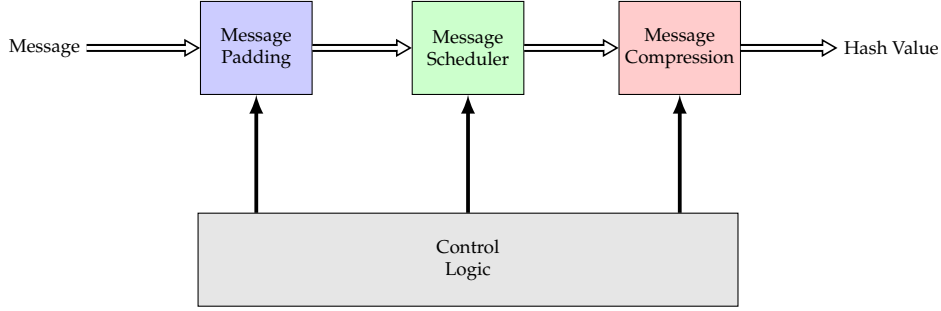 Message
Message
Padding
Message
Scheduler
Message
Compression
Hash Value
Control
Logic